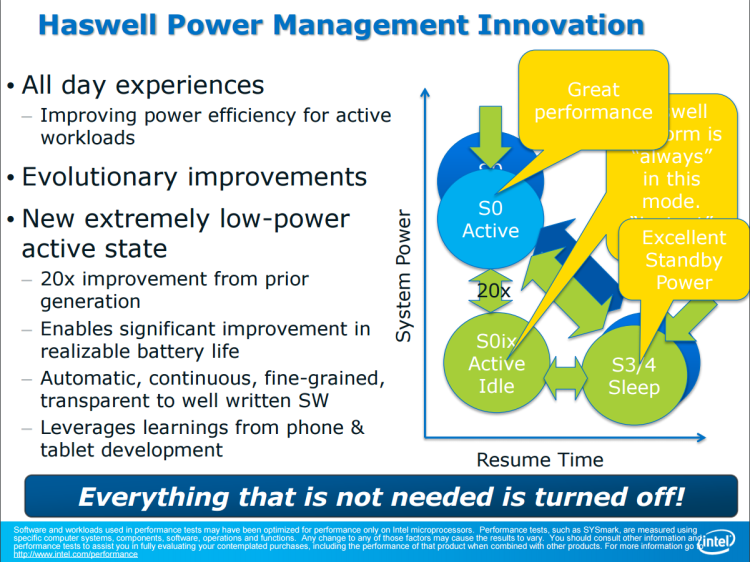 Haswell Power Management Innovation
• All day experiences
– Improving power efficiency for active
workloads
• Evolutionary improvements
• New extremely low-power
active state
– 20x improvement from prior
generation
– Enables significant improvement in
realizable battery life
– Automatic, continuous, fine-grained,
transparent to well written SW
– Leverages learnings from phone &
tablet development
System Power
Great
performance
is
"always"
in this
mode.
Excellent
Standby
Power
S0
Active
20x
S0ix
Active
Idle
S3/4
Sleep
Resume Time
Everything that is not needed is turned off!
Software and workloads used in performance tests may have been optimized for performance only on Intel microprocessors. Performance tests, such as SYSmark, are measured using
specific computer systems, components, software, operations and functions. Any change to any of those factors may cause the results to vary. You should consult other information and
performance tests to assist you in fully evaluating your contemplated purchases, including the performance of that product when combined with other products. For more information go
http://www.intel.com/performance
intel